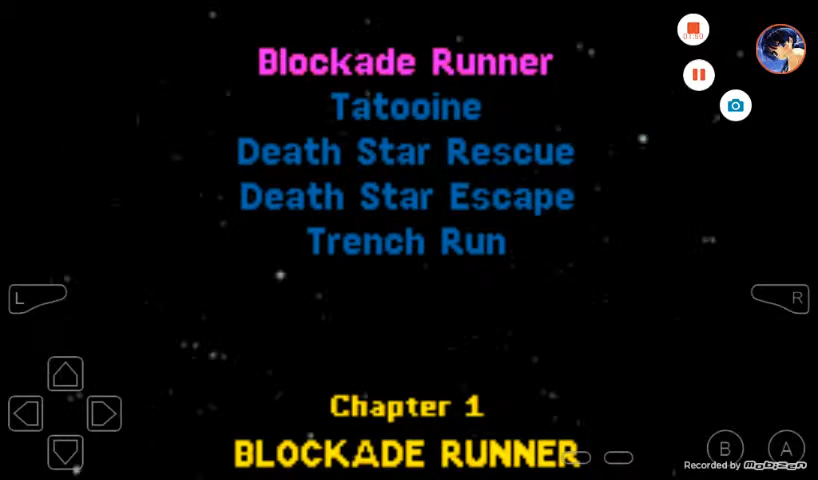 Blockade Runner
Tatooine
Death Star Rescue
Death Star Escape
Trench Run
L
R
Chapter 1
BLOCKADE RUNNER
B
A
Recorded by Mobizen